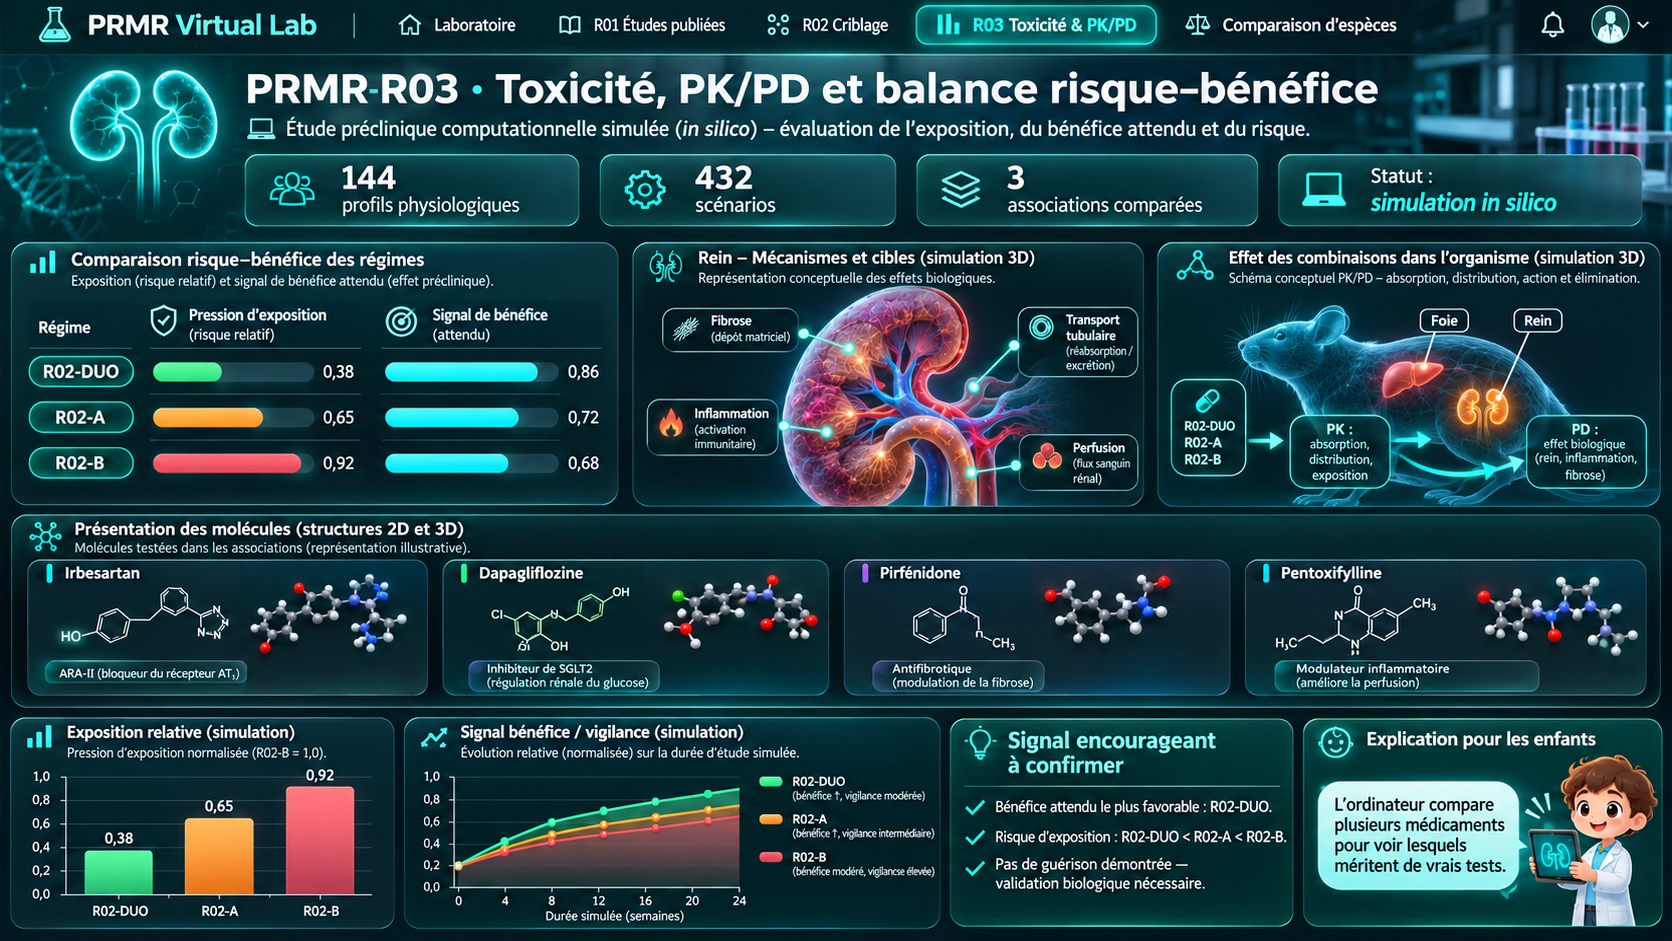 PRMR Virtual Lab
Laboratoire
R01 Études publiées
R02 Criblage
R03 Toxicité & PK/PD
Comparaison d'espèces
PRMR-R03 · Toxicité, PK/PD et balance risque–bénéfice
Étude préclinique computationnelle simulée (in silico) – évaluation de l'exposition, du bénéfice attendu et du risque.
144
profils physiologiques
432
scénarios
3
associations comparées
Statut :
simulation in silico
Comparaison risque–bénéfice des régimes
Exposition (risque relatif) et signal de bénéfice attendu (effet préclinique).
Régime
Pression d'exposition
(risque relatif)
Signal de bénéfice
(attendu)
R02-DUO
0,38
0,86
R02-A
0,65
0,72
R02-B
0,92
0,68
Rein – Mécanismes et cibles (simulation 3D)
Représentation conceptuelle des effets biologiques.
Fibrose
(dépôt matriciel)
Transport
tubulaire
(réabsorption /
excrétion)
Inflammation
(activation
immunitaire)
Perfusion
(flux sanguin
rénal)
Effet des combinaisons dans l'organisme (simulation 3D)
Schéma conceptuel PK/PD – absorption, distribution, action et élimination.
Foie
Rein
R02-DUO
R02-A
R02-B
PK :
absorption,
distribution,
exposition
PD :
effet biologique
(rein, inflammation,
fibrose)
Présentation des molécules (structures 2D et 3D)
Molécules testées dans les associations (représentation illustrative).
Irbesartan
HO
N
N
N–N
ARA-II (bloqueur du récepteur AT₁)
Dapagliflozine
Cl
OH
OH
Inhibiteur de SGLT2
(régulation rénale du glucose)
Pirfénidone
O
CH₃
Antifibrotique
(modulation de la fibrose)
Pentoxifylline
O
CH₃
N
H₃C
N
H
Modulateur inflammatoire
(améliore la perfusion)
Exposition relative (simulation)
Pression d'exposition normalisée (R02-B = 1,0).
1,0
0,8
0,6
0,4
0,2
0,0
0,38
0,65
0,92
R02-DUO
R02-A
R02-B
Signal bénéfice / vigilance (simulation)
Évolution relative (normalisée) sur la durée d'étude simulée.
1,0
0,8
0,6
0,4
0,2
0,0
0
4
8
12
16
20
24
Durée simulée (semaines)
R02-DUO
(bénéfice ↑, vigilance modérée)
R02-A
(bénéfice ↑, vigilance intermédiaire)
R02-B
(bénéfice modéré, vigilancse élevée)
Signal encourageant
à confirmer
Bénéfice attendu le plus favorable : R02-DUO.
Risque d'exposition : R02-DUO < R02-A < R02-B.
Pas de guérison démontrée —
validation biologique nécessaire.
Explication pour les enfants
L'ordinateur compare
plusieurs médicaments
pour voir lesquels
méritent de vrais tests.